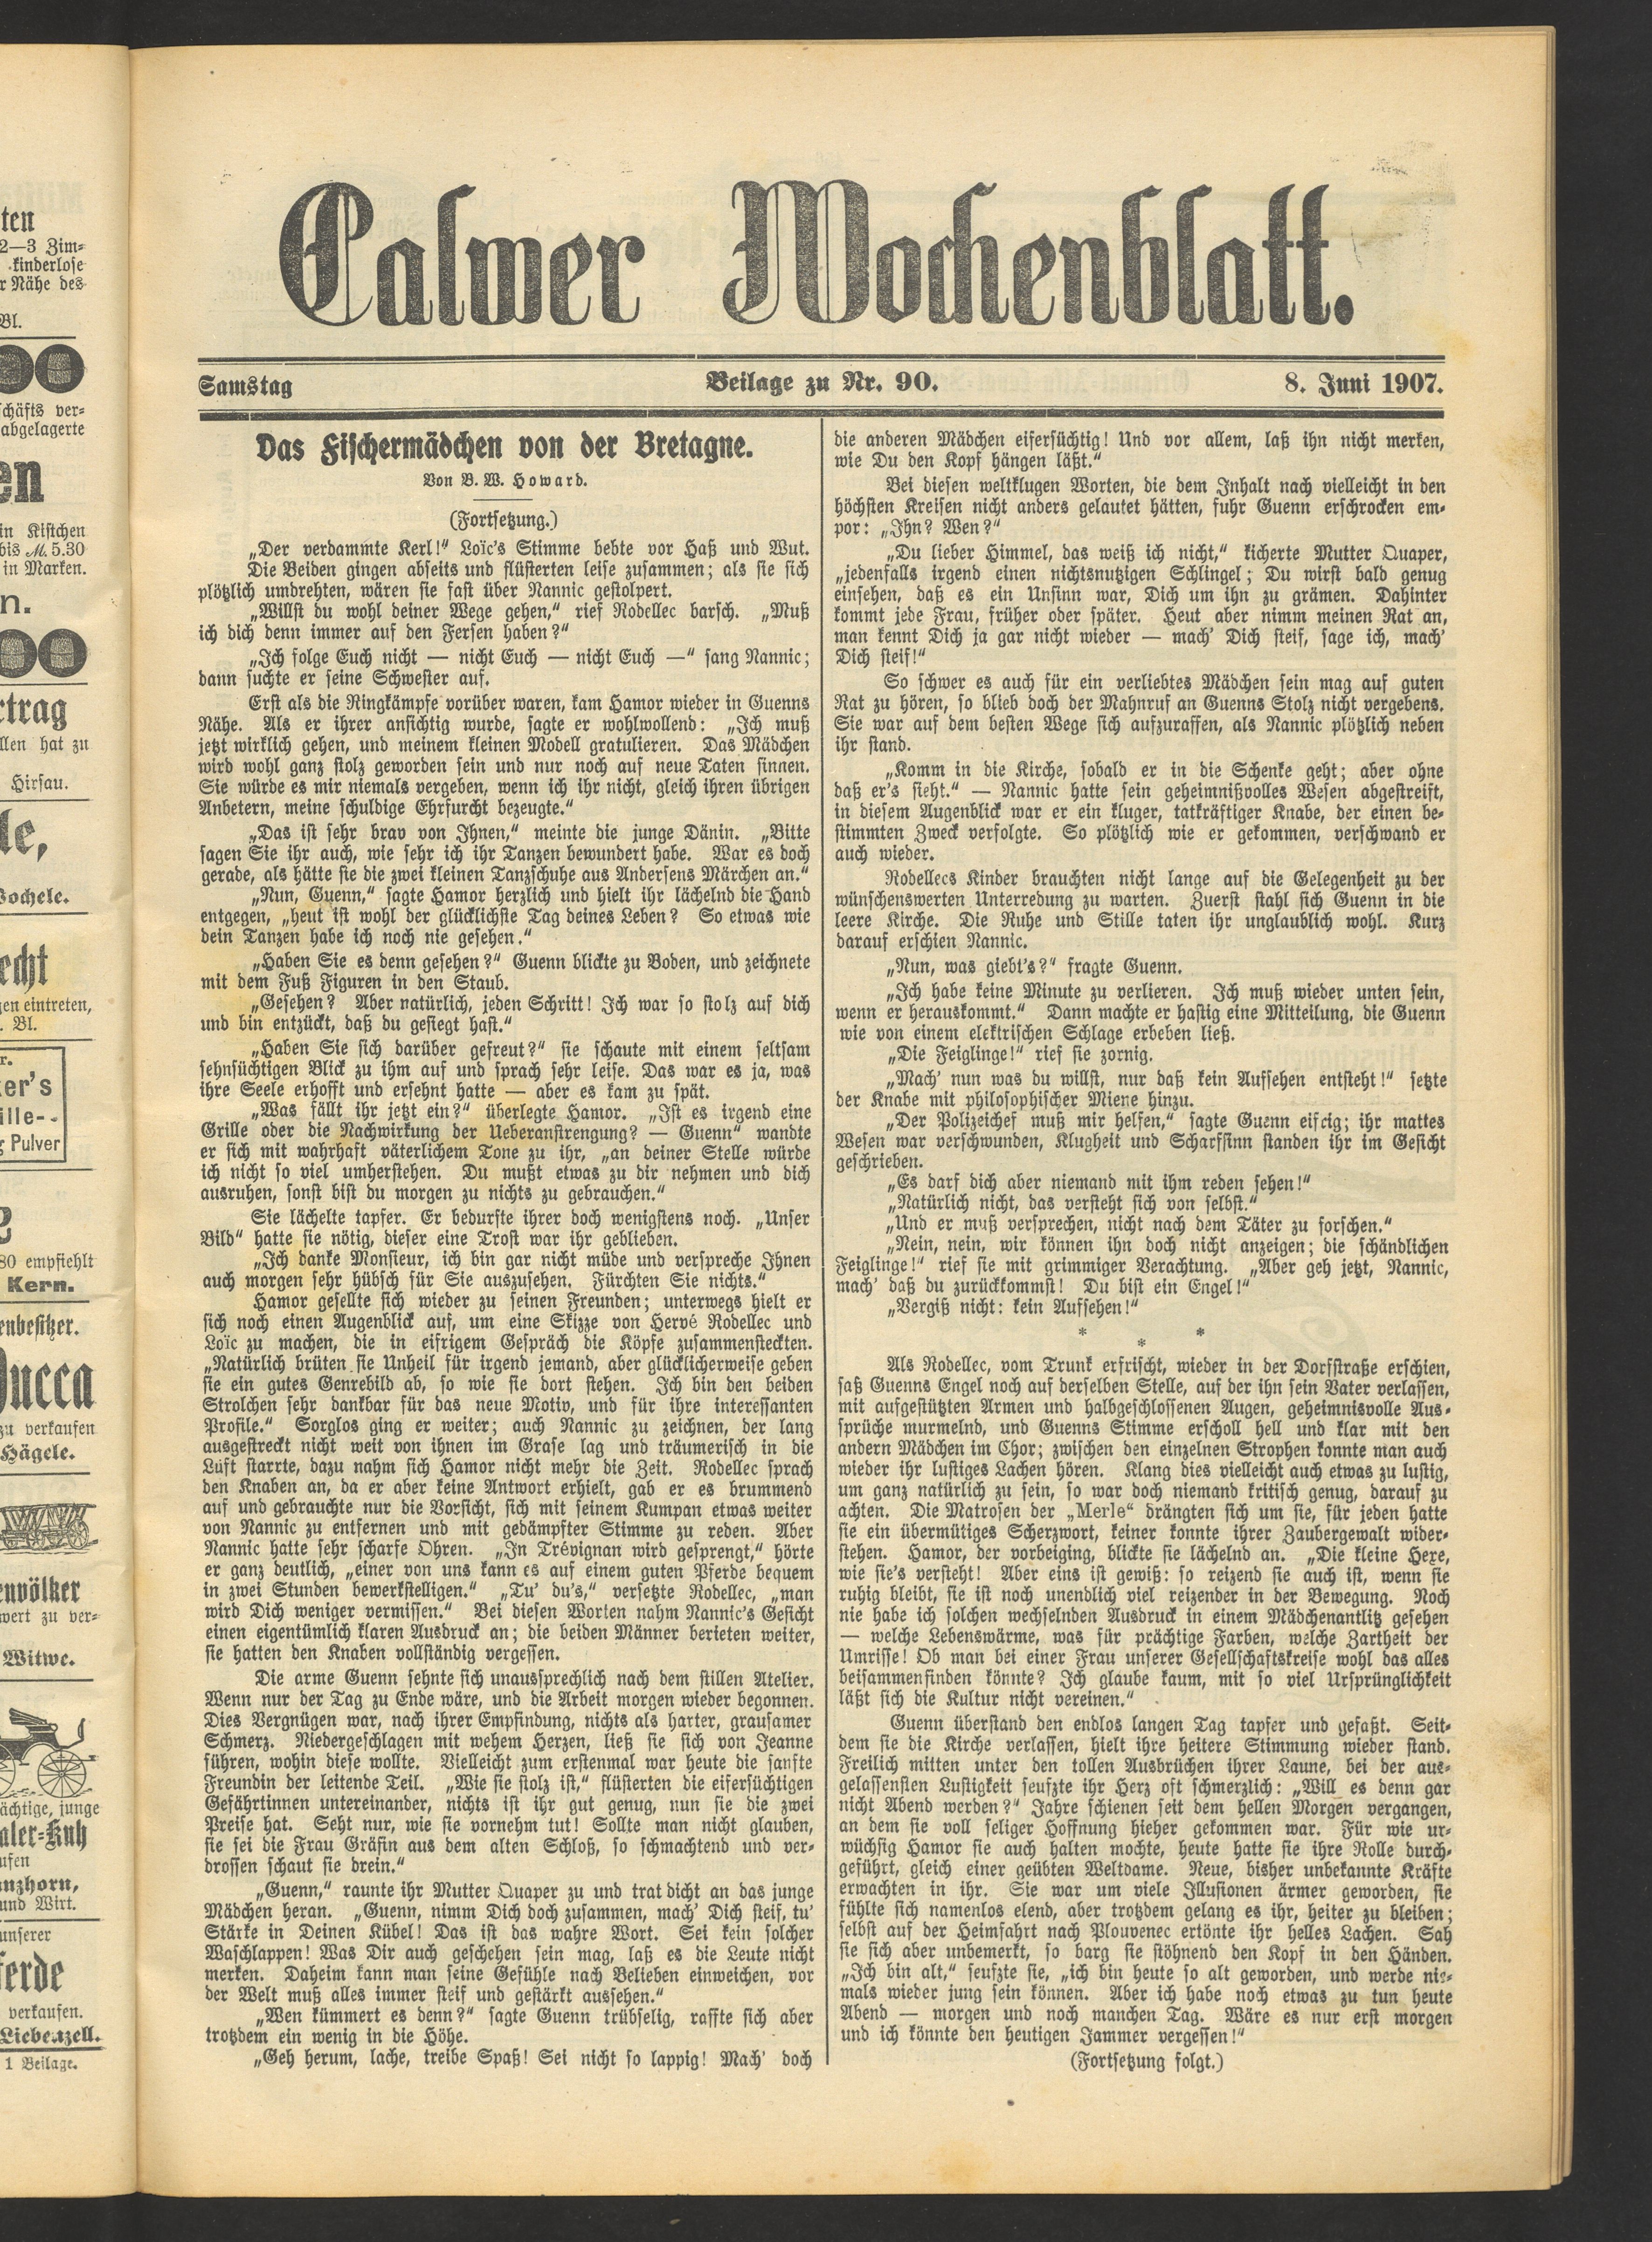 ten
2—3 Zim-
kinderlose
r Nähe des
Bl.
schäfts ver-
abgelagerte
en
in Kistchen
bis M. 5.30
in Marken.
n.
rtrag
llen hat zu
Hirsau.
le,
echt
gen eintreten,
. Bl.
r.
ker's
ille-
g Pulver
80 empfiehlt
Kern.
enbesitzer.
Yucca
zu verkaufen
Hägele.
envölker
wert zu ver-
Witwe.
ächtige, junge
aler-Kuh
ufen
anzhorn,
und Wirt.
unserer
ferde
verkaufen.
Liebenzell.
1 Beilage.
Calwer Wochenblatt.
Samstag Beilage zu Nr. 90. 8. Juni 1907.
Das Fischermädchen von der Bretagne.
Von B. W. Howard.
(Fortsetzung.)
„Der verdammte Kerl!“ Loïc's Stimme bebte vor Haß und Wut.
Die Beiden gingen abseits und flüsterten leise zusammen; als sie sich
plötzlich umdrehten, wären sie fast über Nannic gestolpert.
„Willst du wohl deiner Wege gehen,“ rief Rodellec barsch. „Muß
ich dich denn immer auf den Fersen haben?“
„Ich folge Euch nicht — nicht Euch — nicht Euch —“ sang Nannic;
dann suchte er seine Schwester auf.
Erst als die Ringkämpfe vorüber waren, kam Hamor wieder in Guenns
Nähe. Als er ihrer ansichtig wurde, sagte er wohlwollend: „Ich muß
jetzt wirklich gehen, und meinem kleinen Modell gratulieren. Das Mädchen
wird wohl ganz stolz geworden sein und nur noch auf neue Taten sinnen.
Sie würde es mir niemals vergeben, wenn ich ihr nicht, gleich ihren übrigen
Anbetern, meine schuldige Ehrfurcht bezeugte.“
„Das ist sehr brav von Ihnen,“ meinte die junge Dänin. „Bitte
sagen Sie ihr auch, wie sehr ich ihr Tanzen bewundert habe. War es doch
gerade, als hätte sie die zwei kleinen Tanzschuhe aus Andersens Märchen an.“
„Nun, Guenn,“ sagte Hamor herzlich und hielt ihr lächelnd die Hand
entgegen, „heut ist wohl der glücklichste Tag deines Leben? So etwas wie
dein Tanzen habe ich noch nie gesehen.“
„Haben Sie es denn gesehen?“ Guenn blickte zu Boden, und zeichnete
mit dem Fuß Figuren in den Staub.
„Gesehen? Aber natürlich, jeden Schritt! Ich war so stolz auf dich
und bin entzückt, daß du gesiegt hast.“
„Haben Sie sich darüber gefreut?“ sie schaute mit einem seltsam
sehnsüchtigen Blick zu ihm auf und sprach sehr leise. Das war es ja, was
ihre Seele erhofft und ersehnt hatte — aber es kam zu spät.
„Was fällt ihr jetzt ein?“ überlegte Hamor. „Ist es irgend eine
Grille oder die Nachwirkung der Ueberanstrengung? — Guenn“ wandte
er sich mit wahrhaft väterlichem Tone zu ihr, „an deiner Stelle würde
ich nicht so viel umherstehen. Du mußt etwas zu dir nehmen und dich
ausruhen, sonst bist du morgen zu nichts zu gebrauchen.“
Sie lächelte tapfer. Er bedurfte ihrer doch wenigstens noch. „Unser
Bild“ hatte sie nötig, dieser eine Trost war ihr geblieben.
„Ich danke Monsieur, ich bin gar nicht müde und verspreche Ihnen
auch morgen sehr hübsch für Sie auszusehen. Fürchten Sie nichts.“
Hamor gesellte sich wieder zu seinen Freunden; unterwegs hielt er
sich noch einen Augenblick auf, um eine Skizze von Hervé Rodellec und
Loïc zu machen, die in eifrigem Gespräch die Köpfe zusammensteckten.
„Natürlich brüten sie Unheil für irgend jemand, aber glücklicherweise geben
sie ein gutes Genrebild ab, so wie sie dort stehen. Ich bin den beiden
Strolchen sehr dankbar für das neue Motiv, und für ihre interessanten
Profile.“ Sorglos ging er weiter; auch Nannic zu zeichnen, der lang
ausgestreckt nicht weit von ihnen im Grase lag und träumerisch in die
Luft starrte, dazu nahm sich Hamor nicht mehr die Zeit. Rodellec sprach
den Knaben an, da er aber keine Antwort erhielt, gab er es brummend
auf und gebrauchte nur die Vorsicht, sich mit seinem Kumpan etwas weiter
von Nannic zu entfernen und mit gedämpfter Stimme zu reden. Aber
Nannic hatte sehr scharfe Ohren. „In Trévignan wird gesprengt,“ hörte
er ganz deutlich, „einer von uns kann es auf einem guten Pferde bequem
in zwei Stunden bewerkstelligen.“ „Tu' du's,“ versetzte Rodellec, „man
wird Dich weniger vermissen.“ Bei diesen Worten nahm Nannic's Gesicht
einen eigentümlich klaren Ausdruck an; die beiden Männer berieten weiter,
sie hatten den Knaben vollständig vergessen.
Die arme Guenn sehnte sich unaussprechlich nach dem stillen Atelier.
Wenn nur der Tag zu Ende wäre, und die Arbeit morgen wieder begonnen.
Dies Vergnügen war, nach ihrer Empfindung, nichts als harter, grausamer
Schmerz. Niedergeschlagen mit wehem Herzen, ließ sie sich von Jeanne
führen, wohin diese wollte. Vielleicht zum erstenmal war heute die sanfte
Freundin der leitende Teil. „Wie sie stolz ist,“ flüsterten die eifersüchtigen
Gefährtinnen untereinander, nichts ist ihr gut genug, nun sie die zwei
Preise hat. Seht nur, wie sie vornehm tut! Sollte man nicht glauben,
sie sei die Frau Gräfin aus dem alten Schloß, so schmachtend und ver-
drossen schaut sie drein.“
„Guenn,“ raunte ihr Mutter Quaper zu und trat dicht an das junge
Mädchen heran. „Guenn, nimm Dich doch zusammen, mach' Dich steif, tu'
Stärke in Deinen Kübel! Das ist das wahre Wort. Sei kein solcher
Waschlappen! Was Dir auch geschehen sein mag, laß es die Leute nicht
merken. Daheim kann man seine Gefühle nach Belieben einweichen, vor
der Welt muß alles immer steif und gestärkt aussehen.“
„Wen kümmert es denn?“ sagte Guenn trübselig, raffte sich aber
trotzdem ein wenig in die Höhe.
„Geh herum, lache, treibe Spaß! Sei nicht so lappig! Mach' doch
die anderen Mädchen eifersüchtig! Und vor allem, laß ihn nicht merken,
wie Du den Kopf hängen läßt.“
Bei diesen weltklugen Worten, die dem Inhalt nach vielleicht in den
höchsten Kreisen nicht anders gelautet hätten, fuhr Guenn erschrocken em-
por: „Ihn? Wen?“
„Du lieber Himmel, das weiß ich nicht,“ kicherte Mutter Quaper,
„jedenfalls irgend einen nichtsnutzigen Schlingel; Du wirst bald genug
einsehen, daß es ein Unsinn war, Dich um ihn zu grämen. Dahinter
kommt jede Frau, früher oder später. Heut aber nimm meinen Rat an,
man kennt Dich ja gar nicht wieder — mach' Dich steif, sage ich, mach'
Dich steif!“
So schwer es auch für ein verliebtes Mädchen sein mag auf guten
Rat zu hören, so blieb doch der Mahnruf an Guenns Stolz nicht vergebens.
Sie war auf dem besten Wege sich aufzuraffen, als Nannic plötzlich neben
ihr stand.
„Komm in die Kirche, sobald er in die Schenke geht; aber ohne
daß er's sieht.“ — Nannic hatte sein geheimnißvolles Wesen abgestreift,
in diesem Augenblick war er ein kluger, tatkräftiger Knabe, der einen be-
stimmten Zweck verfolgte. So plötzlich wie er gekommen, verschwand er
auch wieder.
Rodellecs Kinder brauchten nicht lange auf die Gelegenheit zu der
wünschenswerten Unterredung zu warten. Zuerst stahl sich Guenn in die
leere Kirche. Die Ruhe und Stille taten ihr unglaublich wohl. Kurz
darauf erschien Nannic.
„Nun, was giebt's?“ fragte Guenn.
„Ich habe keine Minute zu verlieren. Ich muß wieder unten sein,
wenn er herauskommt.“ Dann machte er hastig eine Mitteilung, die Guenn
wie von einem elektrischen Schlage erbeben ließ.
„Die Feiglinge!“ rief sie zornig.
„Mach' nun was du willst, nur daß kein Aufsehen entsteht!“ setzte
der Knabe mit philosophischer Miene hinzu.
„Der Polizeichef muß mir helfen,“ sagte Guenn eifrig; ihr mattes
Wesen war verschwunden, Klugheit und Scharfsinn standen ihr im Gesicht
geschrieben.
„Es darf dich aber niemand mit ihm reden sehen!“
„Natürlich nicht, das versteht sich von selbst.“
„Und er muß versprechen, nicht nach dem Täter zu forschen.“
„Nein, nein, wir können ihn doch nicht anzeigen; die schändlichen
Feiglinge!“ rief sie mit grimmiger Verachtung. „Aber geh jetzt, Nannic,
mach' daß du zurückkommst! Du bist ein Engel!“
„Vergiß nicht: kein Aufsehen!“
* * *
Als Rodellec, vom Trunk erfrischt, wieder in der Dorfstraße erschien,
saß Guenns Engel noch auf derselben Stelle, auf der ihn sein Vater verlassen,
mit aufgestützten Armen und halbgeschlossenen Augen, geheimnisvolle Aus-
sprüche murmelnd, und Guenns Stimme erscholl hell und klar mit den
andern Mädchen im Chor; zwischen den einzelnen Strophen konnte man auch
wieder ihr lustiges Lachen hören. Klang dies vielleicht auch etwas zu lustig,
um ganz natürlich zu sein, so war doch niemand kritisch genug, darauf zu
achten. Die Matrosen der „Merle“ drängten sich um sie, für jeden hatte
sie ein übermütiges Scherzwort, keiner konnte ihrer Zaubergewalt wider-
stehen. Hamor, der vorbeiging, blickte sie lächelnd an. „Die kleine Hexe,
wie sie's versteht! Aber eins ist gewiß: so reizend sie auch ist, wenn sie
ruhig bleibt, sie ist noch unendlich viel reizender in der Bewegung. Noch
nie habe ich solchen wechselnden Ausdruck in einem Mädchenantlitz gesehen
— welche Lebenswärme, was für prächtige Farben, welche Zartheit der
Umrisse! Ob man bei einer Frau unserer Gesellschaftskreise wohl das alles
beisammenfinden könnte? Ich glaube kaum, mit so viel Ursprünglichkeit
läßt sich die Kultur nicht vereinen.“
Guenn überstand den endlos langen Tag tapfer und gefaßt. Seit-
dem sie die Kirche verlassen, hielt ihre heitere Stimmung wieder stand.
Freilich mitten unter den tollen Ausbrüchen ihrer Laune, bei der aus-
gelassensten Lustigkeit seufzte ihr Herz oft schmerzlich: „Will es denn gar
nicht Abend werden?“ Jahre schienen seit dem hellen Morgen vergangen,
an dem sie voll seliger Hoffnung hieher gekommen war. Für wie ur-
wüchsig Hamor sie auch halten mochte, heute hatte sie ihre Rolle durch-
geführt, gleich einer geübten Weltdame. Neue, bisher unbekannte Kräfte
erwachten in ihr. Sie war um viele Illusionen ärmer geworden, sie
fühlte sich namenlos elend, aber trotzdem gelang es ihr, heiter zu bleiben;
selbst auf der Heimfahrt nach Plouvenec ertönte ihr helles Lachen. Sah
sie sich aber unbemerkt, so barg sie stöhnend den Kopf in den Händen.
„Ich bin alt,“ seufzte sie, „ich bin heute so alt geworden, und werde nie-
mals wieder jung sein können. Aber ich habe noch etwas zu tun heute
Abend — morgen und noch manchen Tag. Wäre es nur erst morgen
und ich könnte den heutigen Jammer vergessen!“
(Fortsetzung folgt.)